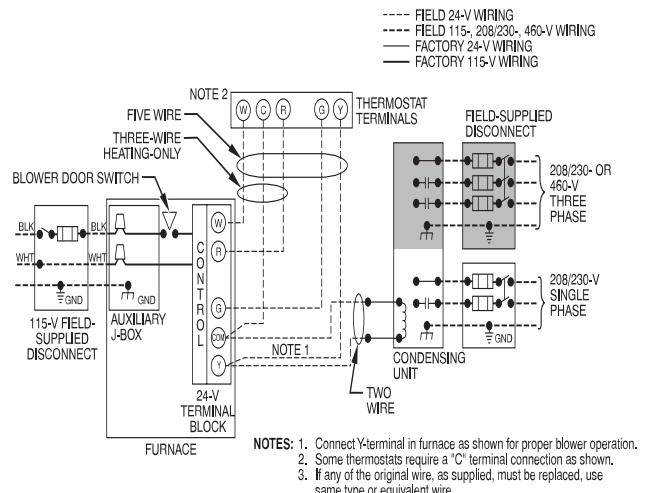 FIELD 24-V WIRING
FIELD 115-, 208/230-, 460-V WIRING
FACTORY 24-V WIRING
FACTORY 115-V WIRING
NOTE 2
W C R G Y
THERMOSTAT
TERMINALS
FIVE WIRE
THREE-WIRE
HEATING-ONLY
BLOWER DOOR SWITCH
FIELD-SUPPLIED
DISCONNECT
208/230- OR
460-V
THREE
PHASE
BLK
BLK
WHT
WHT
GND
GND
115-V FIELD-
SUPPLIED
DISCONNECT
AUXILIARY
J-BOX
CONTROL
W
R
G
COM
Y
NOTE 1
24-V
TERMINAL
BLOCK
FURNACE
TWO
WIRE
CONDENSING
UNIT
GND
208/230-V
SINGLE
PHASE
NOTES: 1. Connect Y-terminal in furnace as shown for proper blower operation.
2. Some thermostats require a "C" terminal connection as shown.
3. If any of the original wire, as supplied, must be replaced, use
same type or equivalent wire.